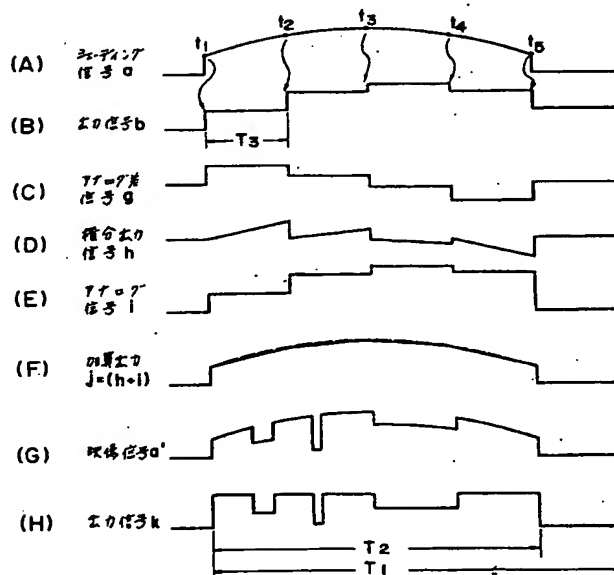 t1 t2 t3 t4 t5
(A) シェーディング
信号 a
(B) 出力信号 b
T3
(C) アナログ差
信号 g
(D) 積分出力
信号 h
(E) アナログ
信号 i
(F) 加算出力
j=(h+i)
(G) 映像信号a'
(H) 出力信号 k
T2
T1